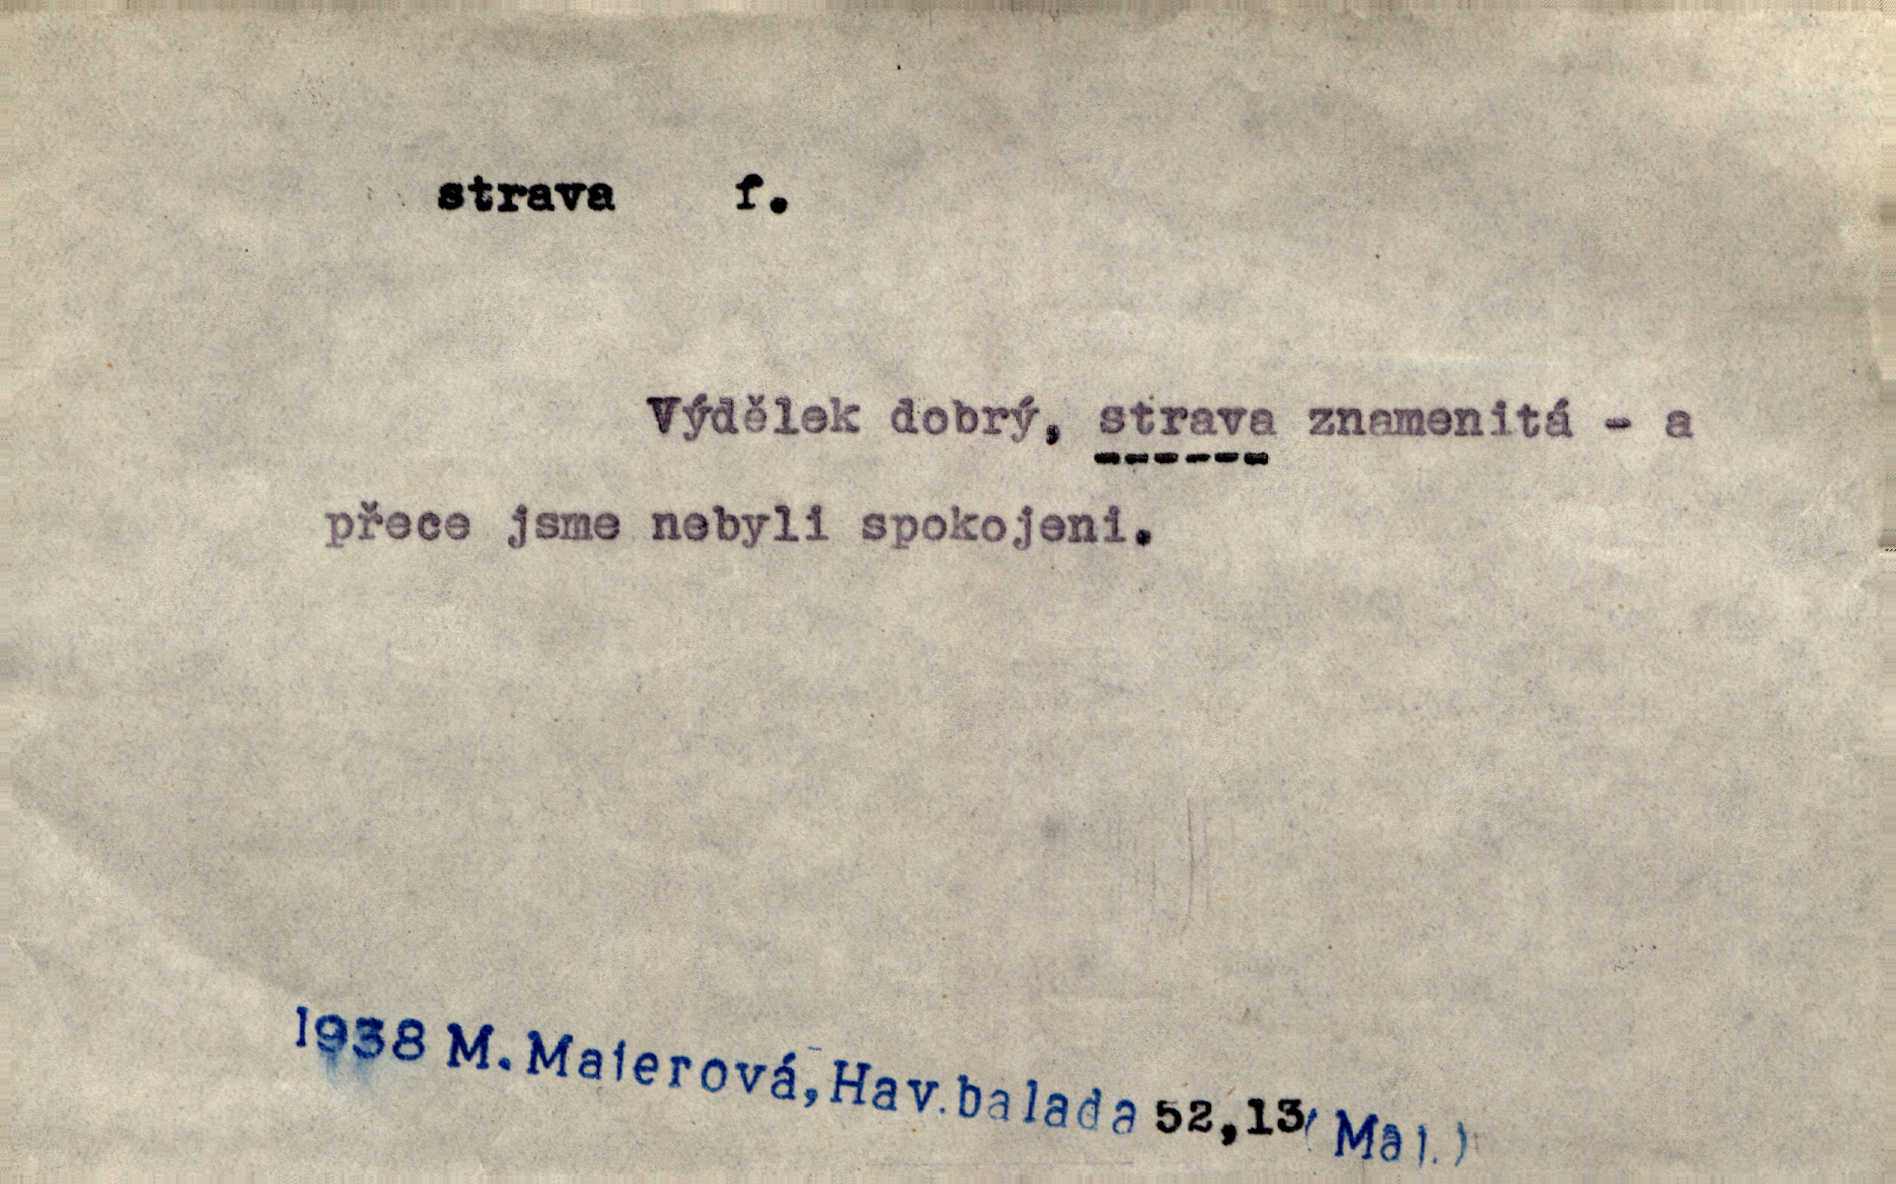 strava f.
Výdělek dobrý, strava znamenitá - a
přece jsme nebyli spokojeni.
1938 M. Majerová, Hav. balada 52,13 (Maj.)